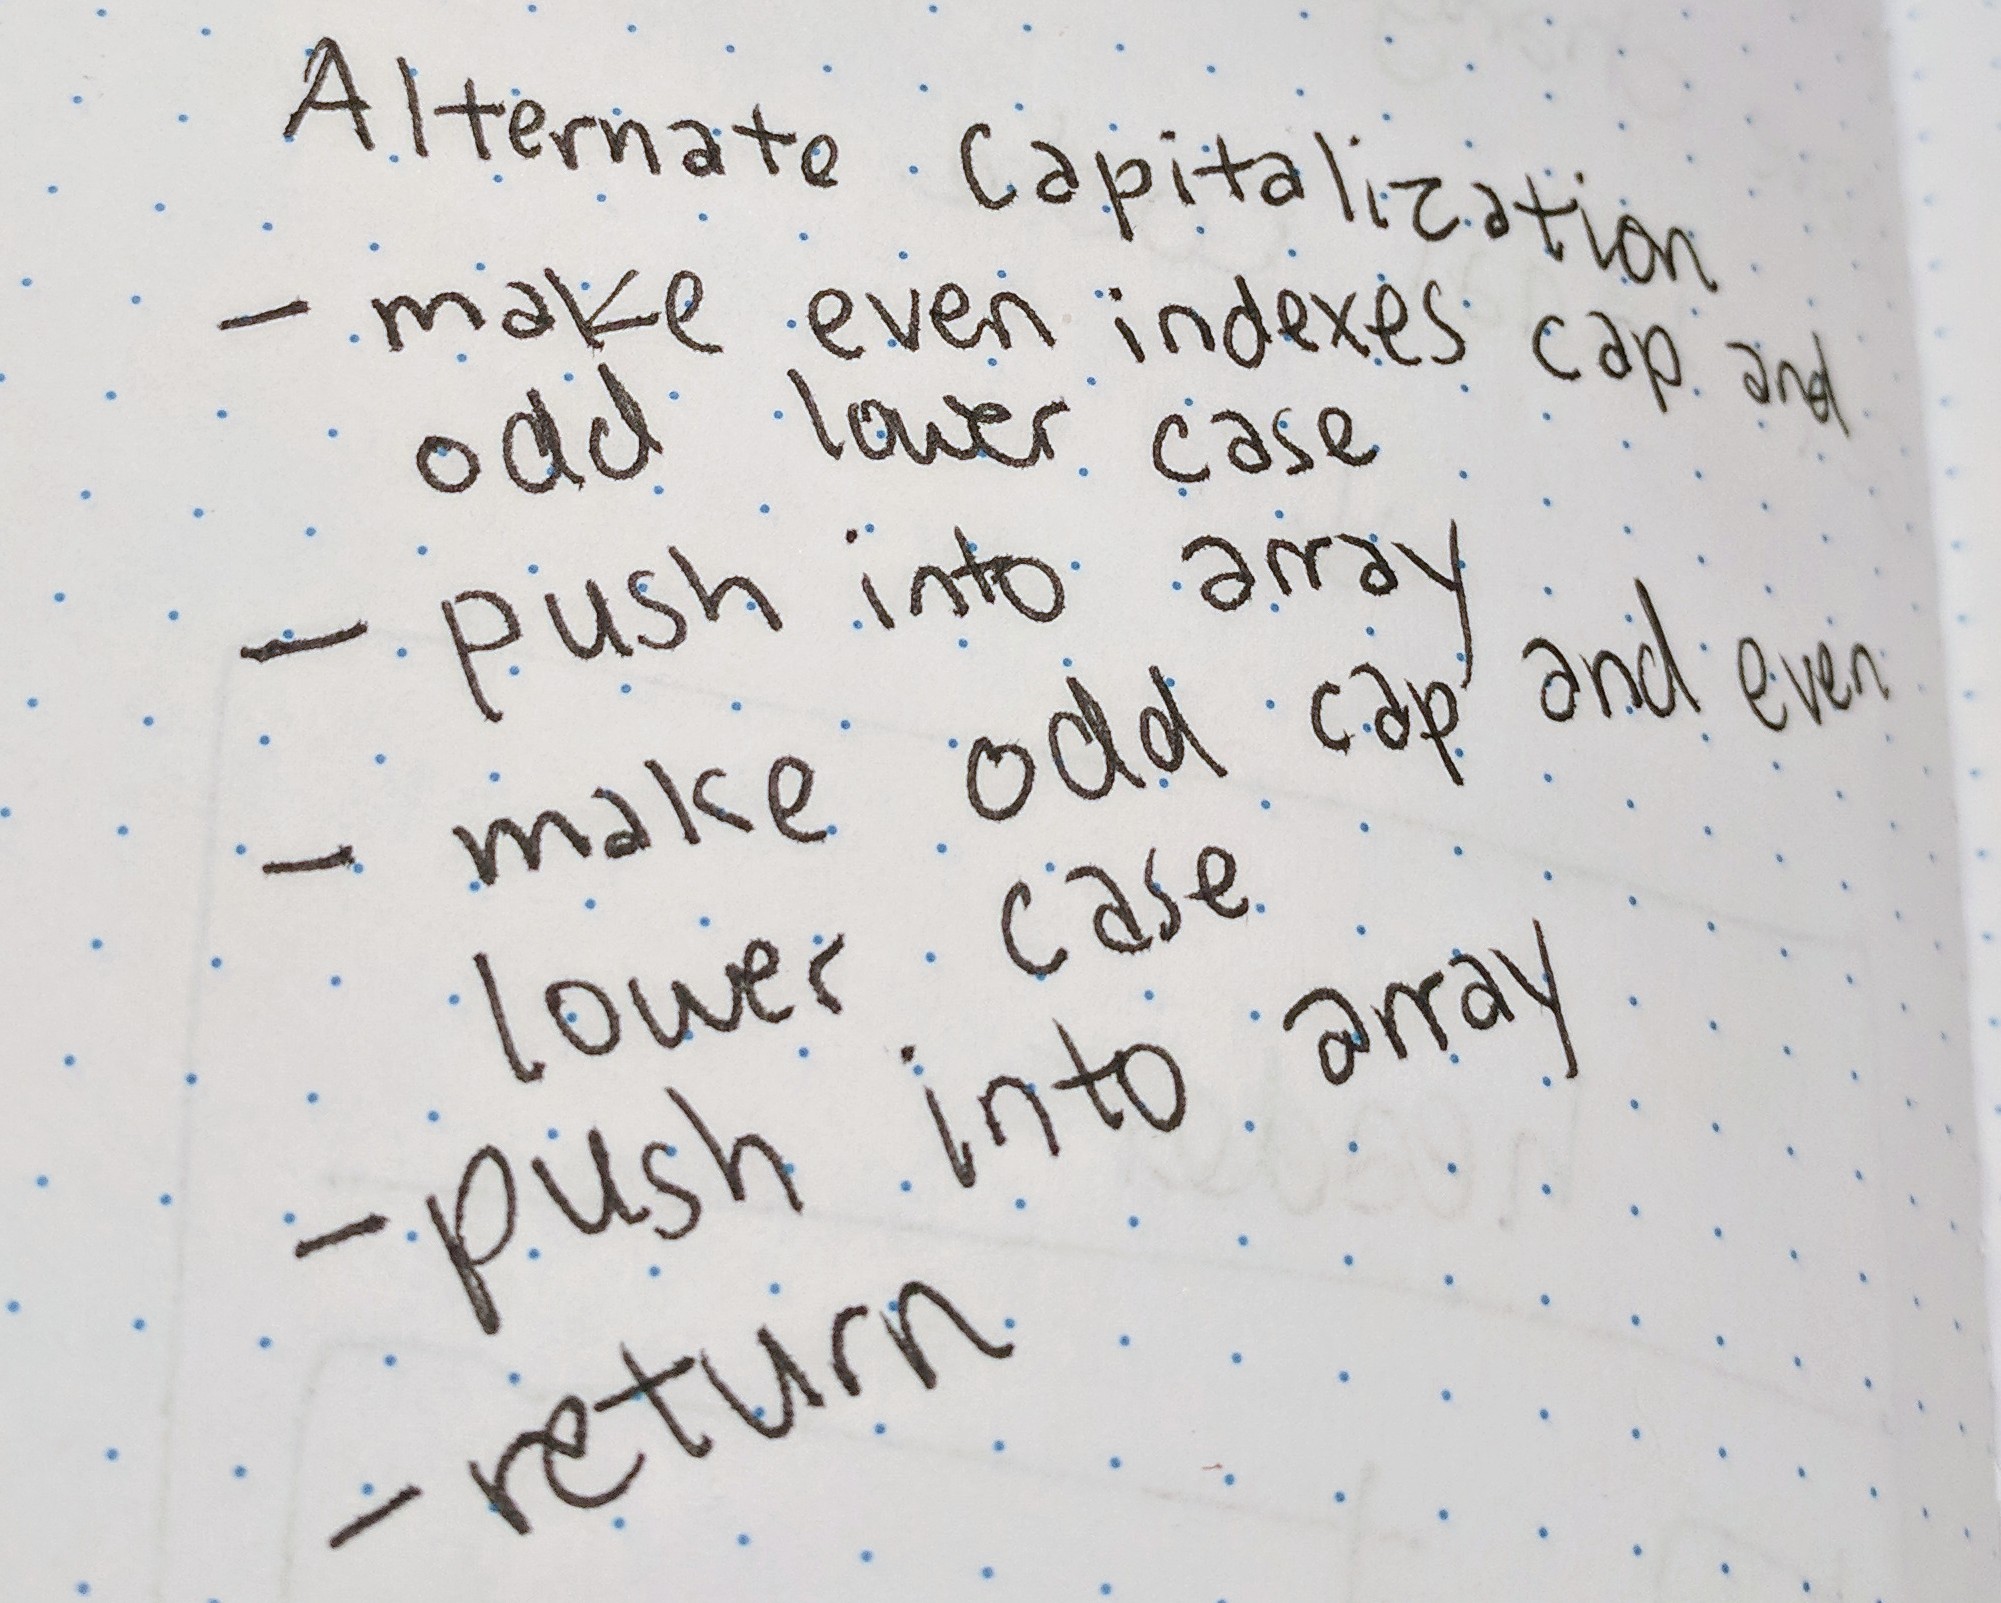 Alternate Capitalization
- make even indexes cap and
odd lower case
- push into array
- make odd cap and even
lower case
- push into array
- return